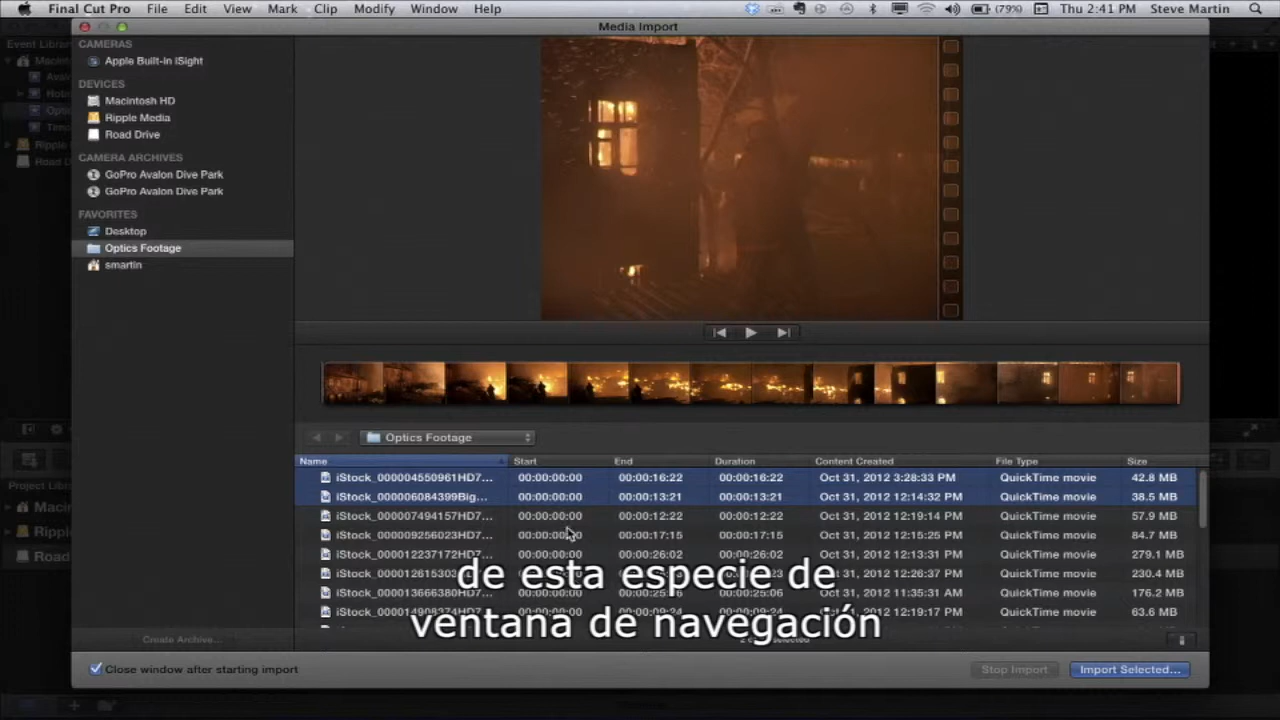 Final Cut Pro File Edit View Mark Clip Modify Window Help (79%) Thu 2:41 PM Steve Martin
Media Import
CAMERAS
Apple Built-in iSight
DEVICES
Macintosh HD
Ripple Media
Road Drive
CAMERA ARCHIVES
GoPro Avalon Dive Park
GoPro Avalon Dive Park
FAVORITES
Desktop
Optics Footage
smartin
Optics Footage
Name Start End Duration Content Created File Type Size
iStock_000004550961HD7... 00:00:00:00 00:00:16:22 00:00:16:22 Oct 31, 2012 3:28:33 PM QuickTime movie 42.8 MB
iStock_000006084399Big... 00:00:00:00 00:00:13:21 00:00:13:21 Oct 31, 2012 12:14:32 PM QuickTime movie 38.5 MB
iStock_000007494157HD7... 00:00:00:00 00:00:12:22 00:00:12:22 Oct 31, 2012 12:19:14 PM QuickTime movie 57.9 MB
iStock_000009256023HD7... 00:00:00:00 00:00:17:15 00:00:17:15 Oct 31, 2012 12:15:25 PM QuickTime movie 84.7 MB
iStock_000012237172HD7... 00:00:00:00 00:00:26:02 00:00:26:02 Oct 31, 2012 12:13:31 PM QuickTime movie 279.1 MB
Oct 31, 2012 12:26:37 PM QuickTime movie 230.4 MB
iStock_000013666380HD7... Oct 31, 2012 11:35:31 AM QuickTime movie 176.2 MB
iStock_000014908374HD7... Oct 31, 2012 12:19:17 PM QuickTime movie 63.6 MB
de esta especie de
ventana de navegación
Create Archive...
Close window after starting import Stop Import Import Selected...